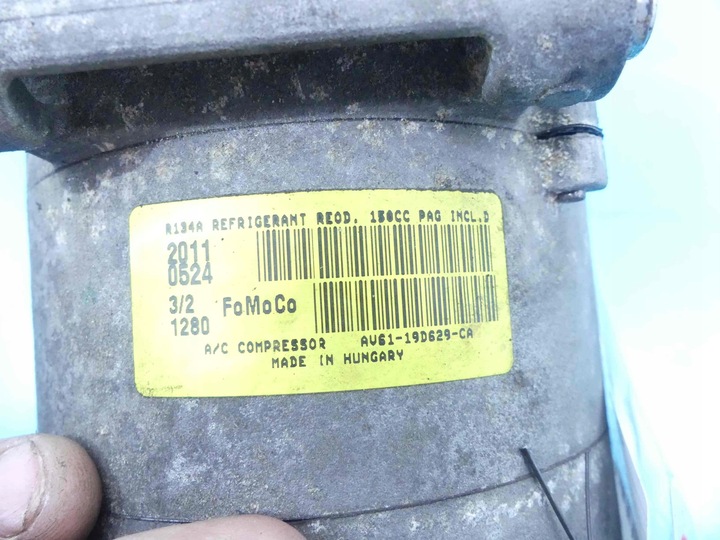 R134A REFRIGERANT REQD. 150CC PAG INCL.D
2011
0524
3/2 FoMoCo
1280
A/C COMPRESSOR AV61-19D629-CA
MADE IN HUNGARY